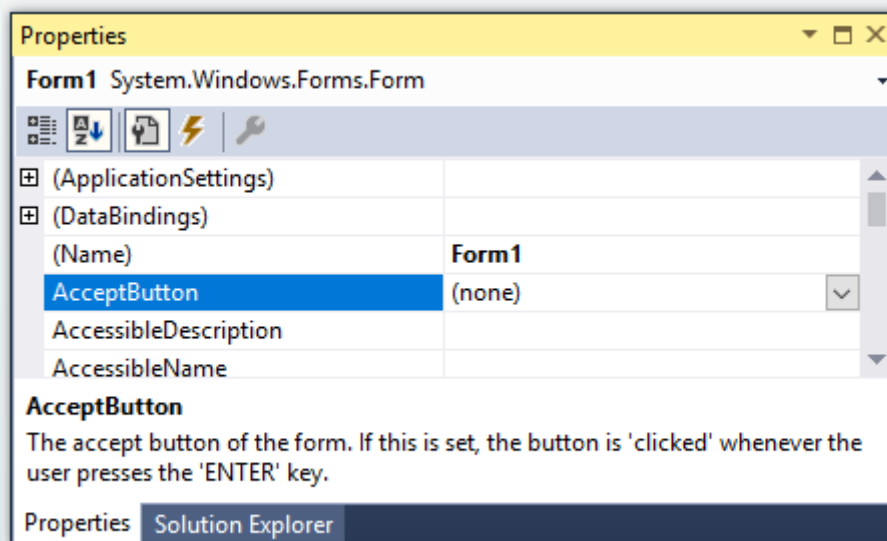 Properties
Form1 System.Windows.Forms.Form
(ApplicationSettings)
(DataBindings)
(Name) Form1
AcceptButton (none)
AccessibleDescription
AccessibleName
AcceptButton
The accept button of the form. If this is set, the button is 'clicked' whenever the
user presses the 'ENTER' key.
Properties Solution Explorer